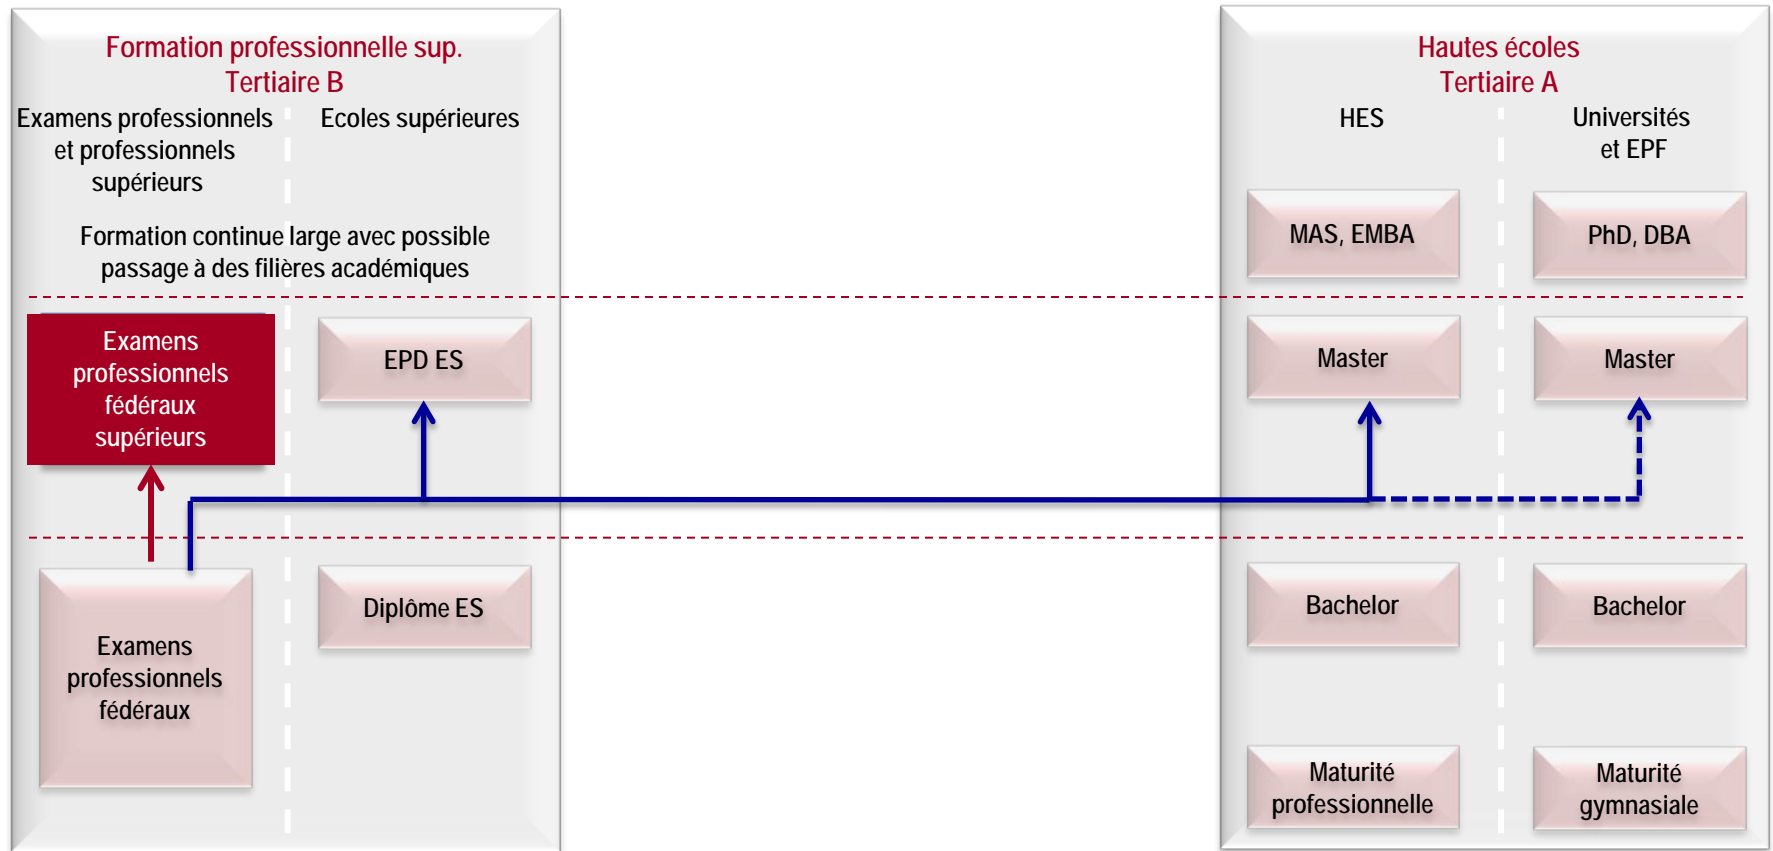 Formation professionnelle sup.
Tertiaire B
Examens professionnels
et professionnels
supérieurs
Ecoles supérieures
Formation continue large avec possible
passage à des filières académiques
Examens
professionnels
fédéraux
supérieurs
EPD ES
Examens
professionnels
fédéraux
Diplôme ES
Hautes écoles
Tertiaire A
HES
Universités
et EPF
MAS, EMBA
PhD, DBA
Master
Master
Bachelor
Bachelor
Maturité
professionnelle
Maturité
gymnasiale